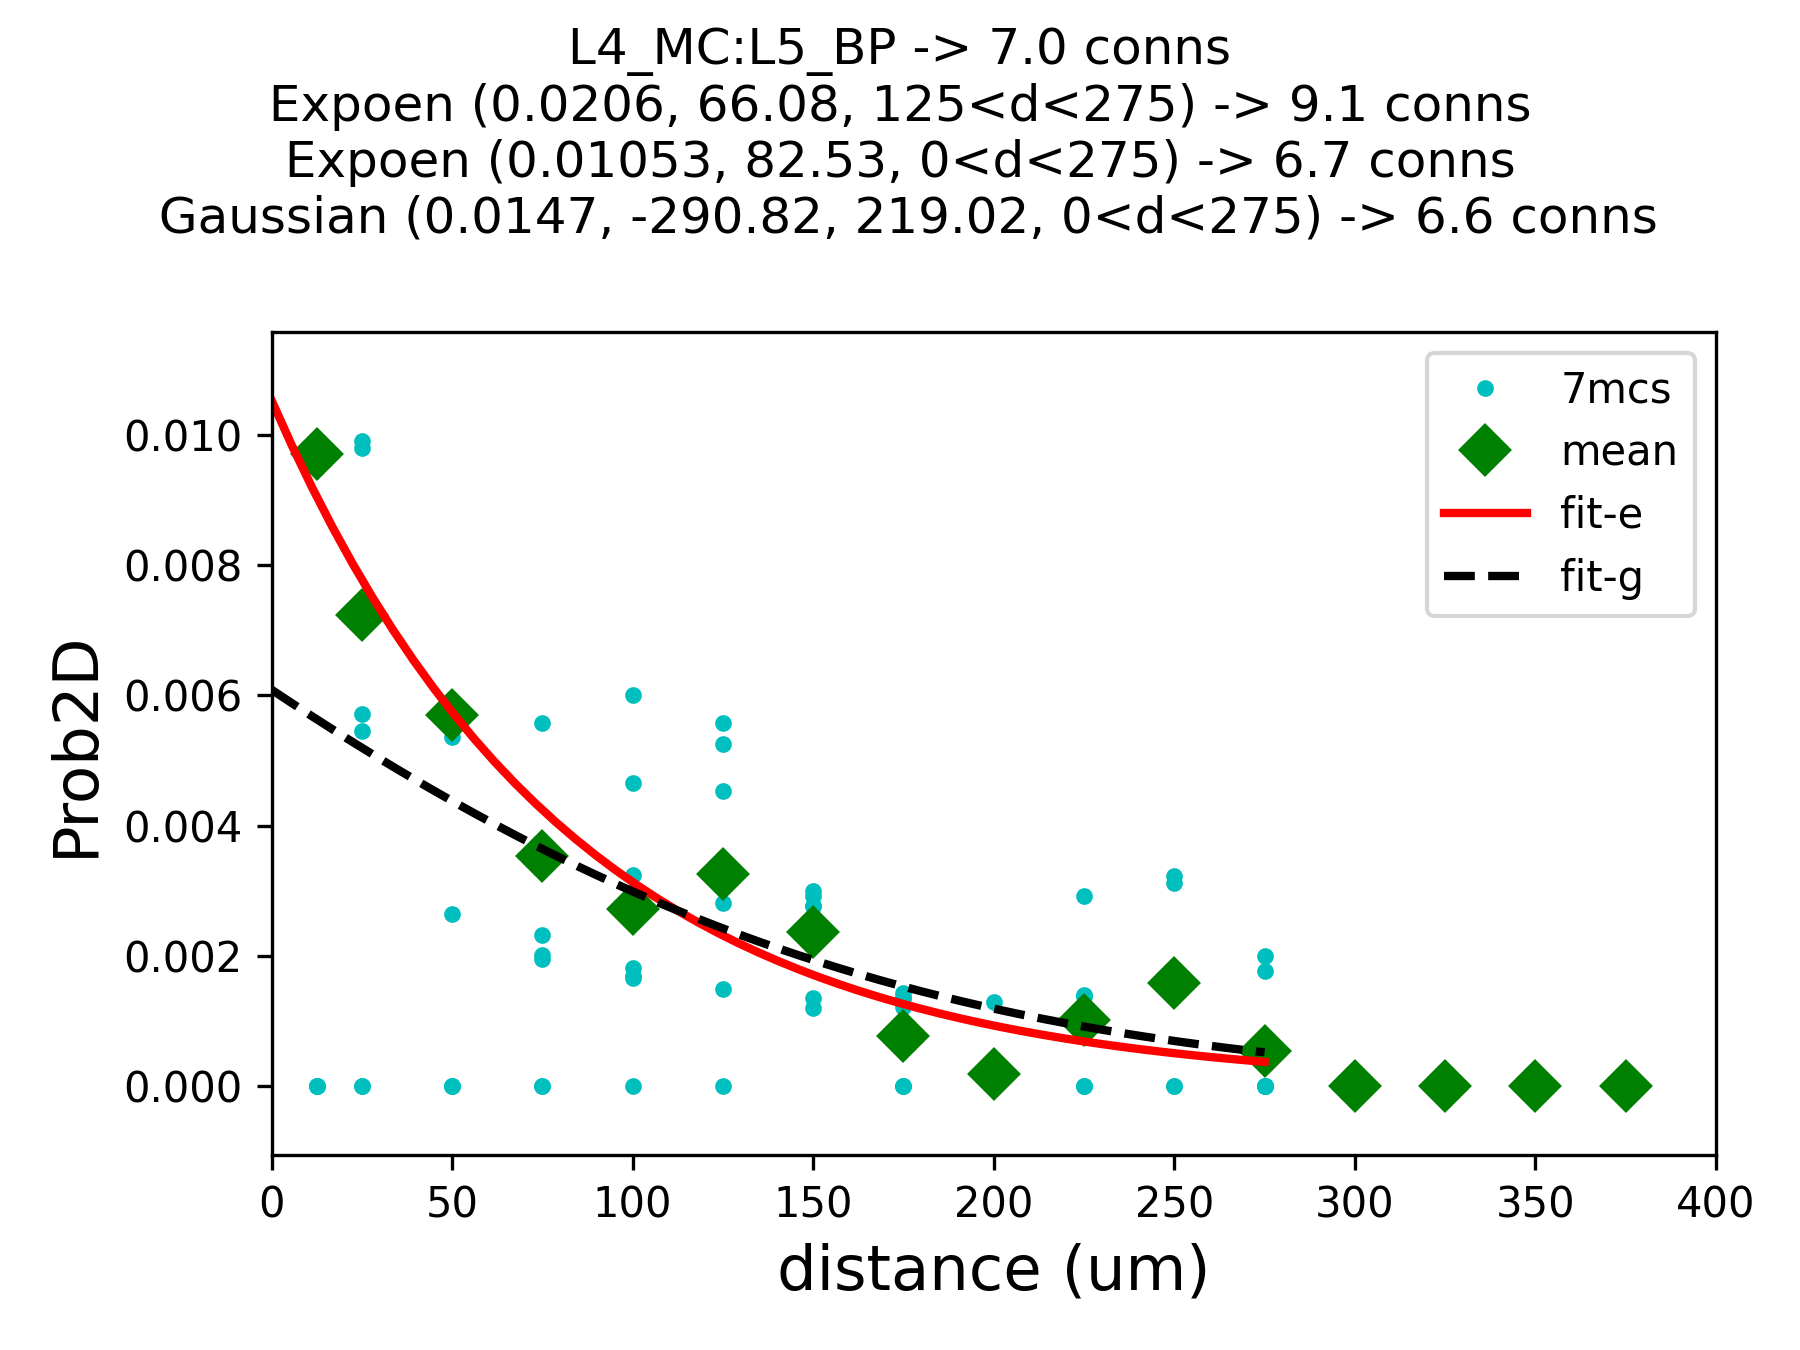 L4_MC:L5_BP -> 7.0 conns
Expoen (0.0206, 66.08, 125<d<275) -> 9.1 conns
Expoen (0.01053, 82.53, 0<d<275) -> 6.7 conns
Gaussian (0.0147, -290.82, 219.02, 0<d<275) -> 6.6 conns
7mcs
mean
fit-e
fit-g
Prob2D
0.010
0.008
0.006
0.004
0.002
0.000
0 50 100 150 200 250 300 350 400
distance (um)